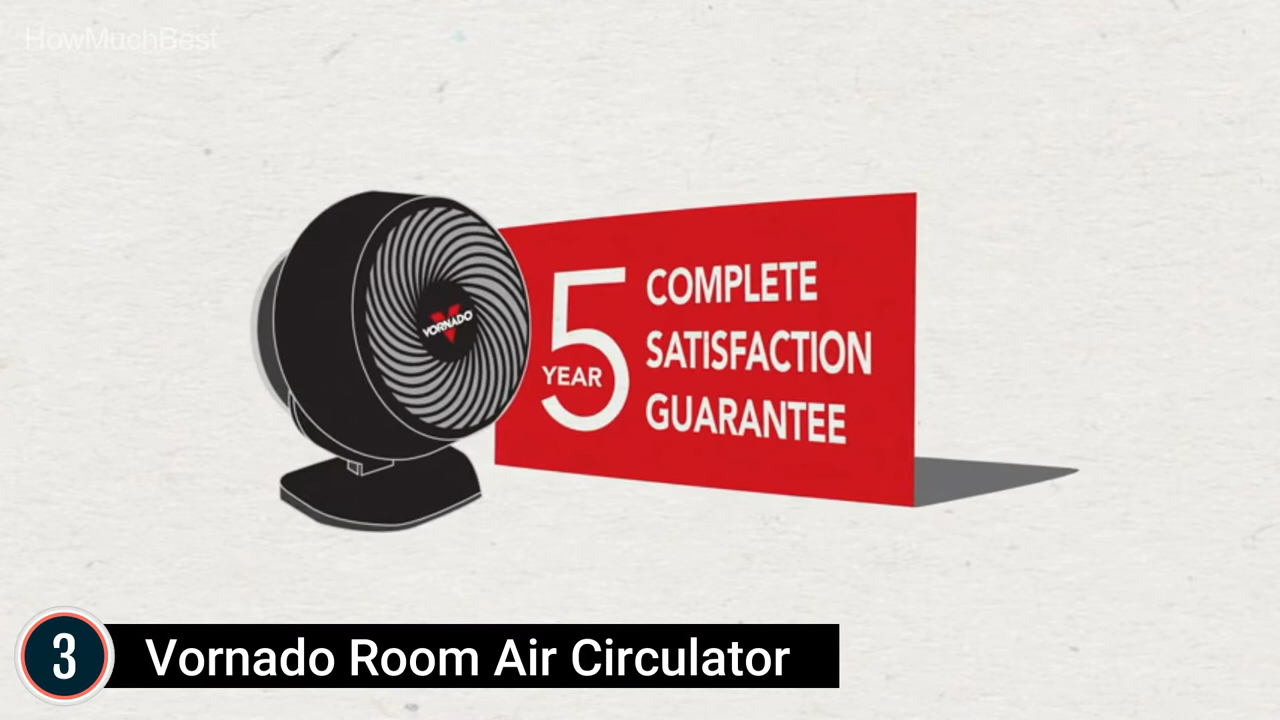 HowMuchBest
VORNADO
5
YEAR
COMPLETE
SATISFACTION
GUARANTEE
3
Vornado Room Air Circulator